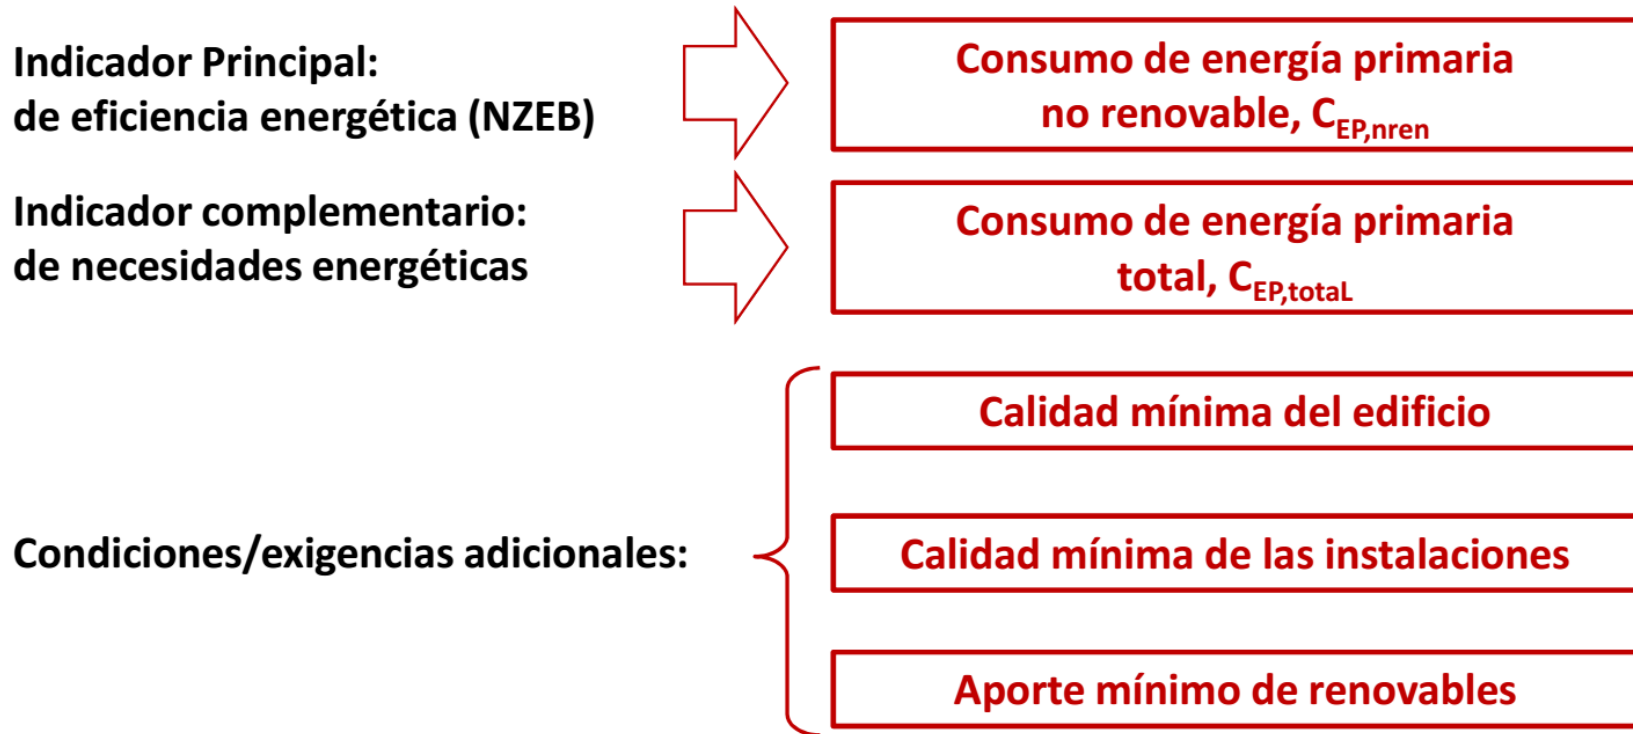 Indicador Principal:
de eficiencia energética (NZEB)
Consumo de energía primaria
no renovable, C_EP,nren
Indicador complementario:
de necesidades energéticas
Consumo de energía primaria
total, C_EP,totaL
Condiciones/exigencias adicionales:
Calidad mínima del edificio
Calidad mínima de las instalaciones
Aporte mínimo de renovables